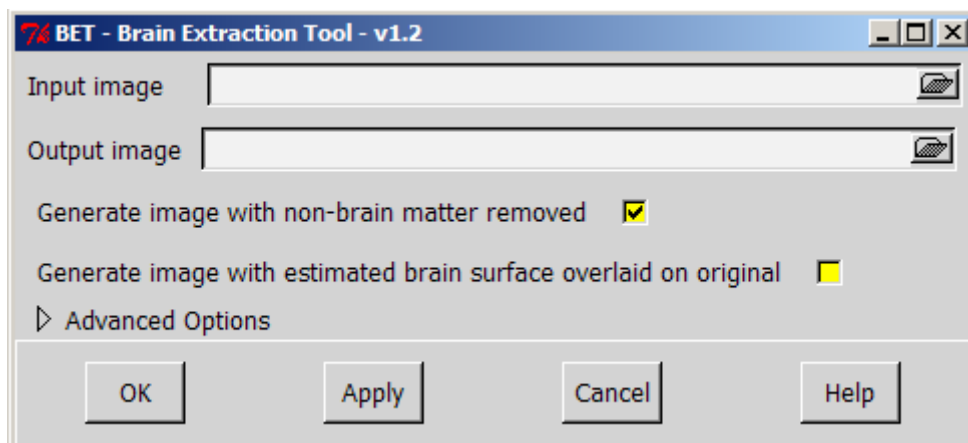 BET - Brain Extraction Tool - v1.2
Input image
Output image
Generate image with non-brain matter removed
Generate image with estimated brain surface overlaid on original
Advanced Options
OK Apply Cancel Help